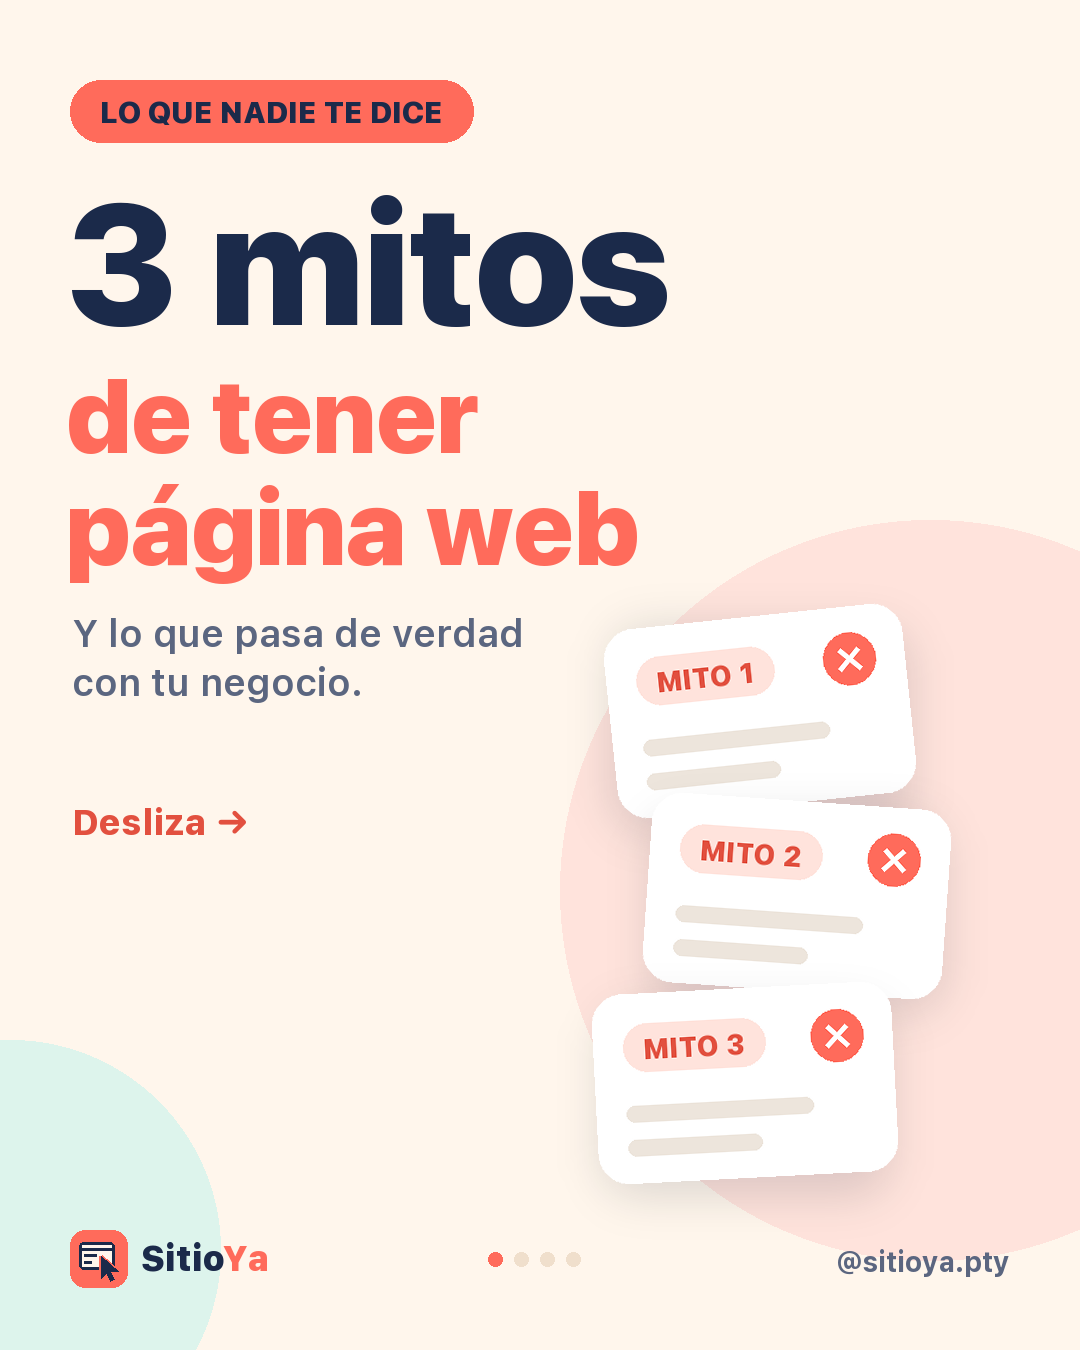 LO QUE NADIE TE DICE
3 mitos
de tener
página web
Y lo que pasa de verdad
con tu negocio.
Desliza →
MITO 1
MITO 2
MITO 3
SitioYa
@sitioya.pty